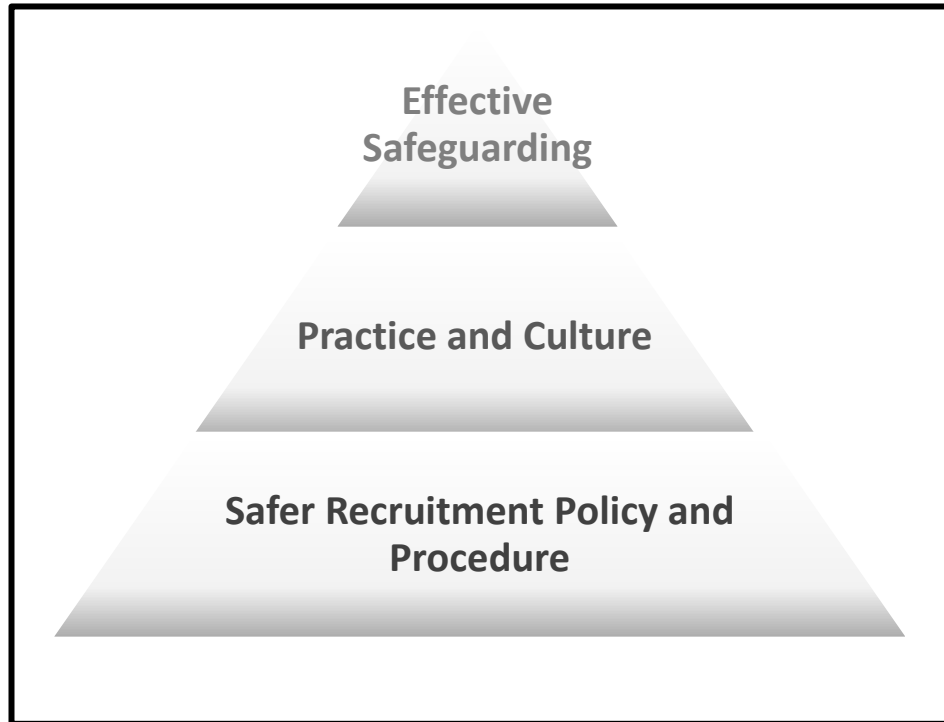 Effective
Safeguarding
Practice and Culture
Safer Recruitment Policy and
Procedure